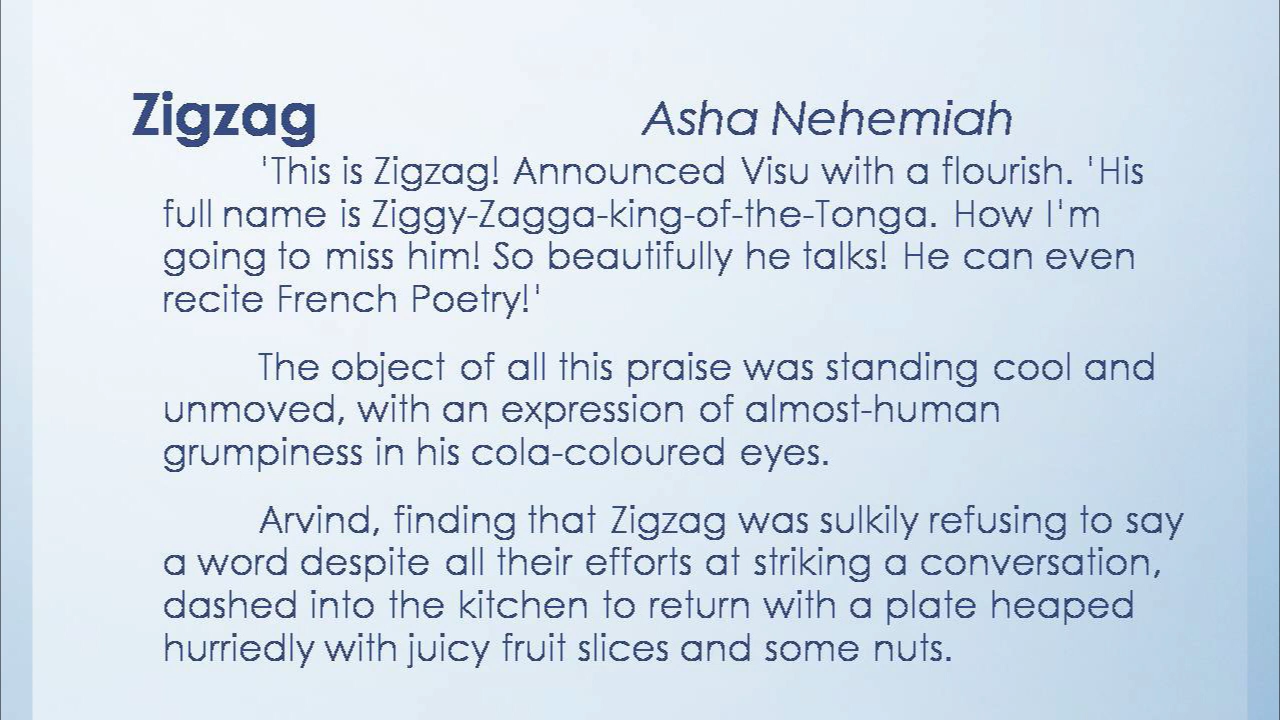 Zigzag Asha Nehemiah
'This is Zigzag! Announced Visu with a flourish. 'His
full name is Ziggy-Zagga-king-of-the-Tonga. How I'm
going to miss him! So beautifully he talks! He can even
recite French Poetry!'
The object of all this praise was standing cool and
unmoved, with an expression of almost-human
grumpiness in his cola-coloured eyes.
Arvind, finding that Zigzag was sulkily refusing to say
a word despite all their efforts at striking a conversation,
dashed into the kitchen to return with a plate heaped
hurriedly with juicy fruit slices and some nuts.